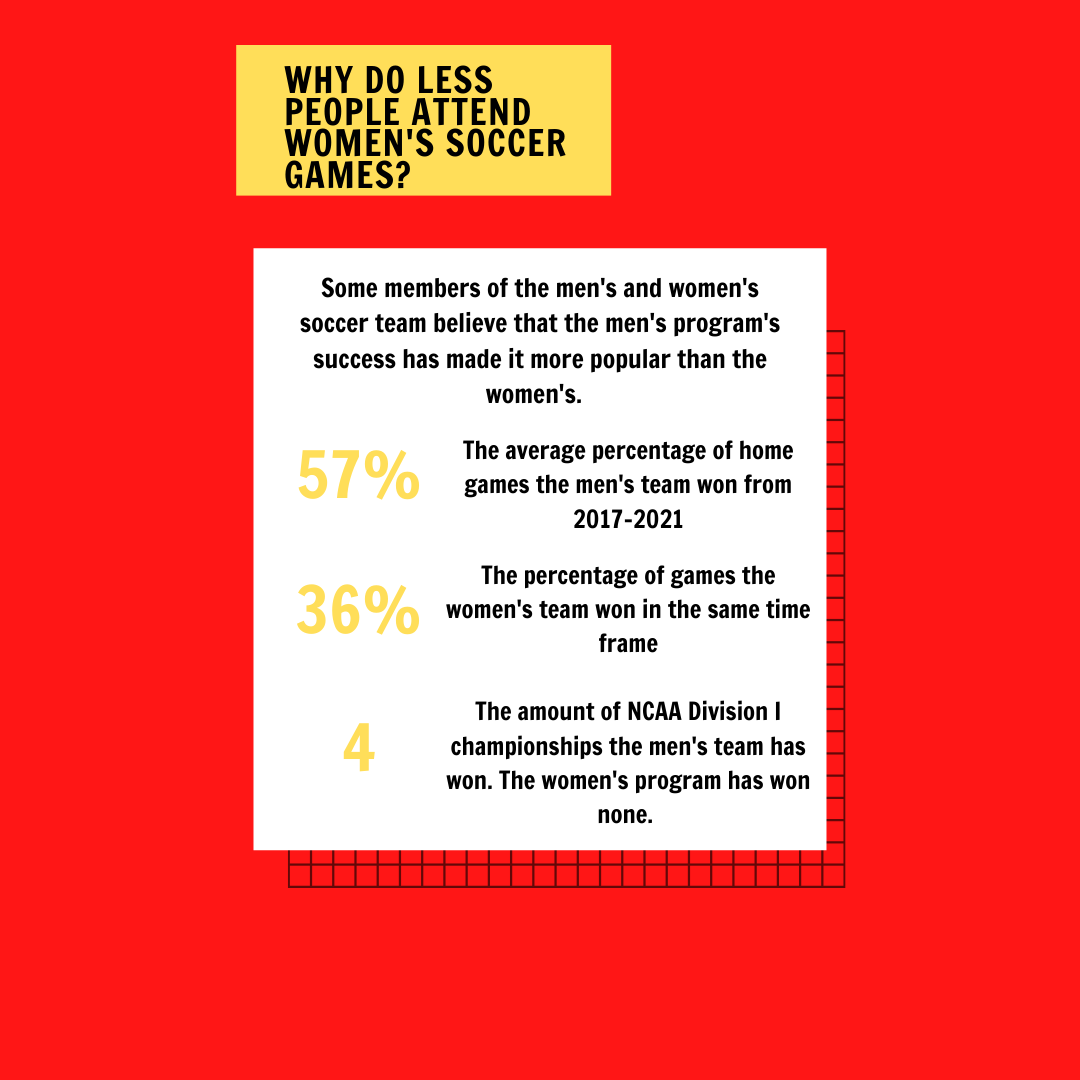 WHY DO LESS
PEOPLE ATTEND
WOMEN'S SOCCER
GAMES?
Some members of the men's and women's
soccer team believe that the men's program's
success has made it more popular than the
women's.
57%
The average percentage of home
games the men's team won from
2017-2021
36%
The percentage of games the
women's team won in the same time
frame
4
The amount of NCAA Division I
championships the men's team has
won. The women's program has won
none.